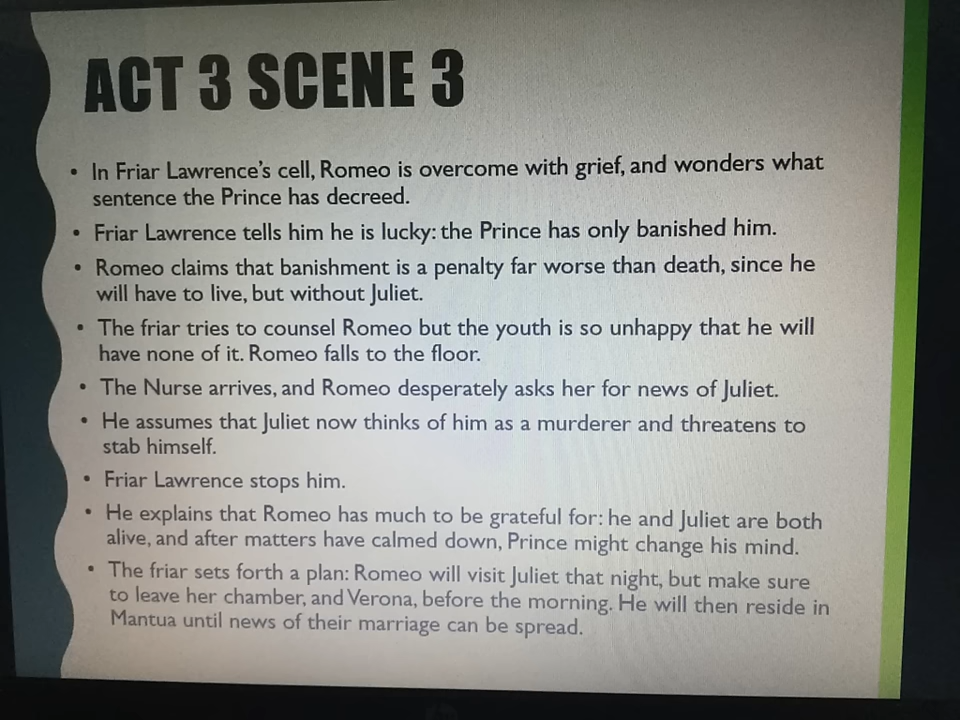 ACT 3 SCENE 3
• In Friar Lawrence's cell, Romeo is overcome with grief, and wonders what
sentence the Prince has decreed.
• Friar Lawrence tells him he is lucky: the Prince has only banished him.
• Romeo claims that banishment is a penalty far worse than death, since he
will have to live, but without Juliet.
• The friar tries to counsel Romeo but the youth is so unhappy that he will
have none of it. Romeo falls to the floor.
• The Nurse arrives, and Romeo desperately asks her for news of Juliet.
• He assumes that Juliet now thinks of him as a murderer and threatens to
stab himself.
• Friar Lawrence stops him.
• He explains that Romeo has much to be grateful for: he and Juliet are both
alive, and after matters have calmed down, Prince might change his mind.
• The friar sets forth a plan: Romeo will visit Juliet that night, but make sure
to leave her chamber, and Verona, before the morning. He will then reside in
Mantua until news of their marriage can be spread.